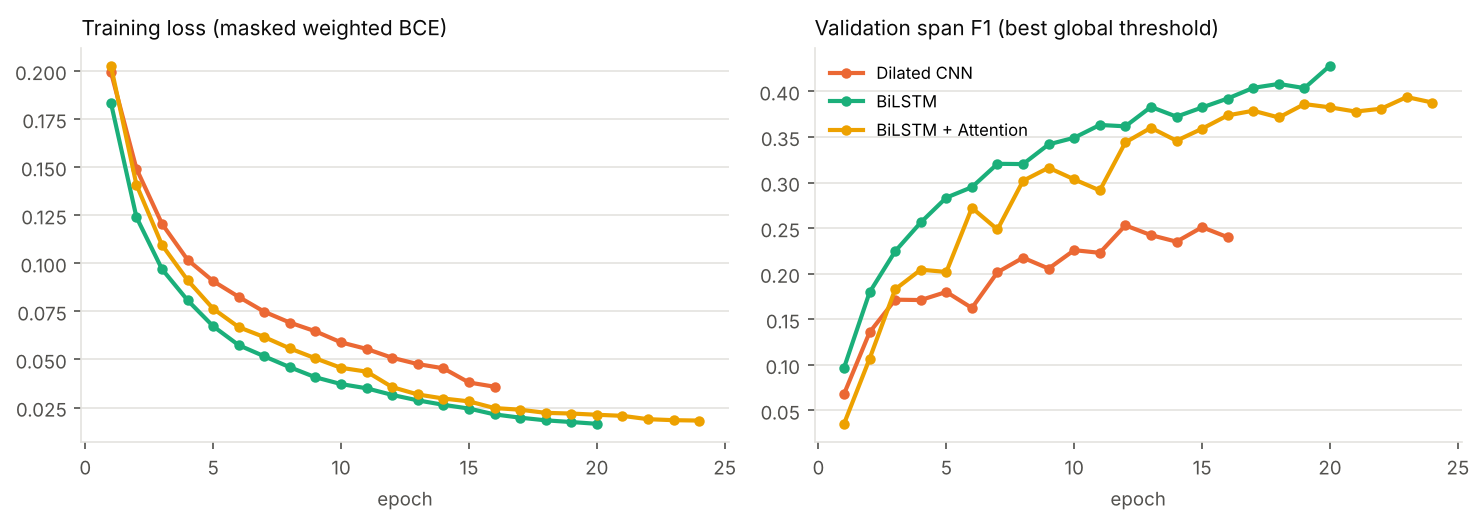 Training loss (masked weighted BCE)
0.200
0.175
0.150
0.125
0.100
0.075
0.050
0.025
0 5 10 15 20 25
epoch
Validation span F1 (best global threshold)
Dilated CNN
BiLSTM
BiLSTM + Attention
0.40
0.35
0.30
0.25
0.20
0.15
0.10
0.05
0 5 10 15 20 25
epoch